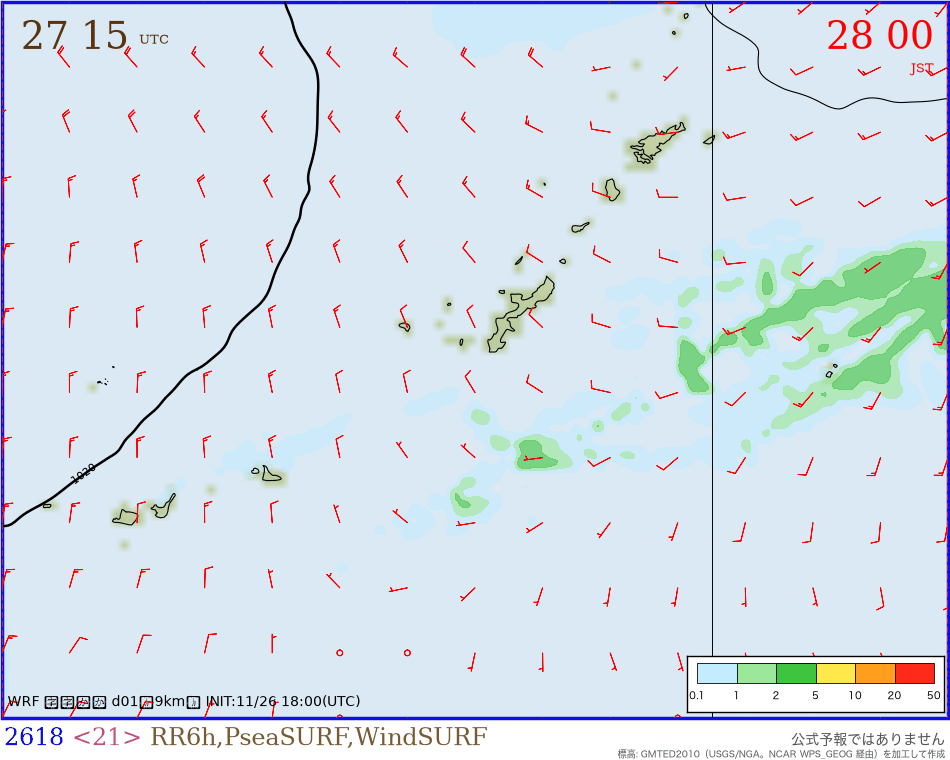 27 15 UTC
28 00
JST
1020
WRF d01 9km INIT:11/26 18:00(UTC)
0.1 1 2 5 10 20 50
2618 <21> RR6h,PseaSURF,WindSURF
公式予報ではありません
標高: GMTED2010（USGS/NGA。NCAR WPS_GEOG 経由）を加工して作成